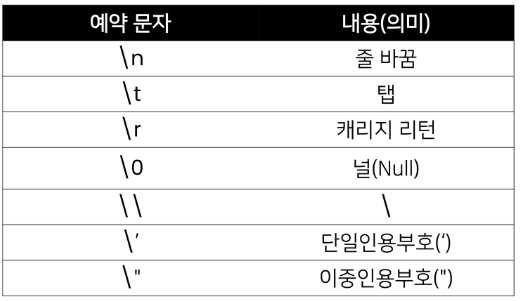 예약 문자 내용(의미)
\n 줄 바꿈
\t 탭
\r 캐리지 리턴
\0 널(Null)
\\ \
\’ 단일인용부호(‘)
\" 이중인용부호(")